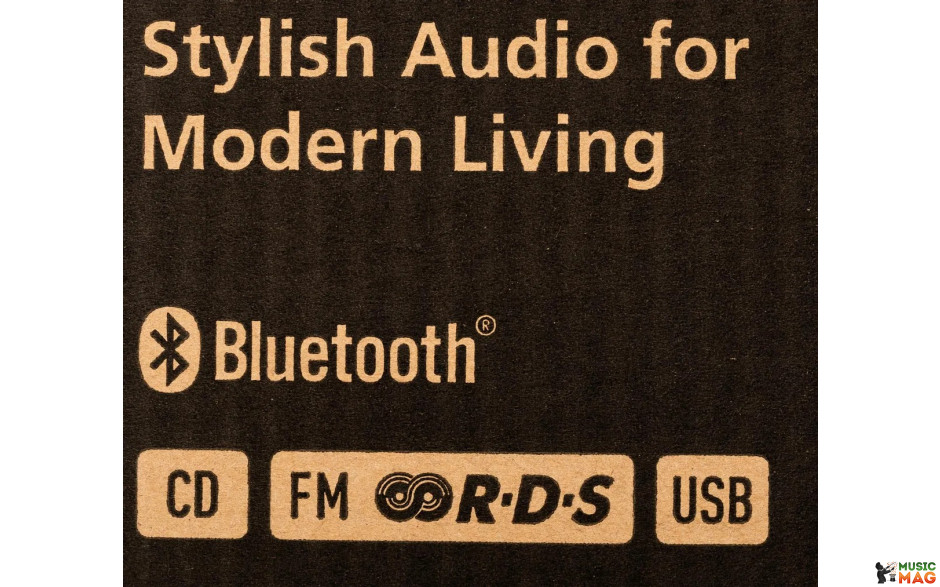 Stylish Audio for
Modern Living
Bluetooth®
CD FM R·D·S USB
MUSIC
MAG